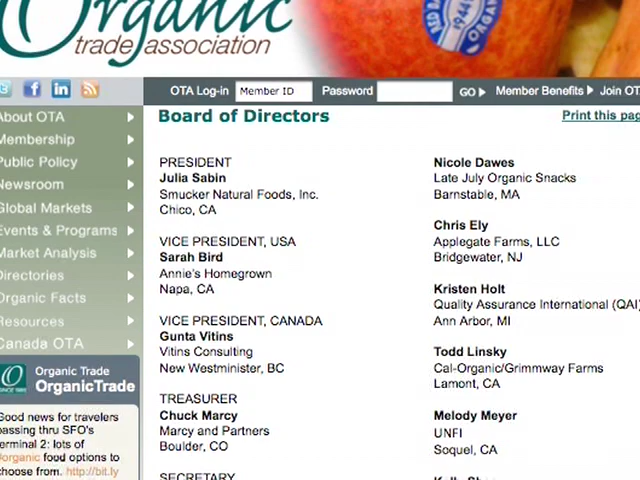 Organic
trade association
RED B
1944
ORGAN
OTA Log-in Member ID Password GO Member Benefits Join OT
About OTA
Membership
Public Policy
Newsroom
Global Markets
Events & Programs
Market Analysis
Directories
Organic Facts
Resources
Canada OTA
Organic Trade
OrganicTrade
Good news for travelers
passing thru SFO's
terminal 2: lots of
#organic food options to
choose from. http://bit.ly
Board of Directors
Print this pag
PRESIDENT
Julia Sabin
Smucker Natural Foods, Inc.
Chico, CA
VICE PRESIDENT, USA
Sarah Bird
Annie's Homegrown
Napa, CA
VICE PRESIDENT, CANADA
Gunta Vitins
Vitins Consulting
New Westminister, BC
TREASURER
Chuck Marcy
Marcy and Partners
Boulder, CO
SECRETARY
Nicole Dawes
Late July Organic Snacks
Barnstable, MA
Chris Ely
Applegate Farms, LLC
Bridgewater, NJ
Kristen Holt
Quality Assurance International (QAI)
Ann Arbor, MI
Todd Linsky
Cal-Organic/Grimmway Farms
Lamont, CA
Melody Meyer
UNFI
Soquel, CA